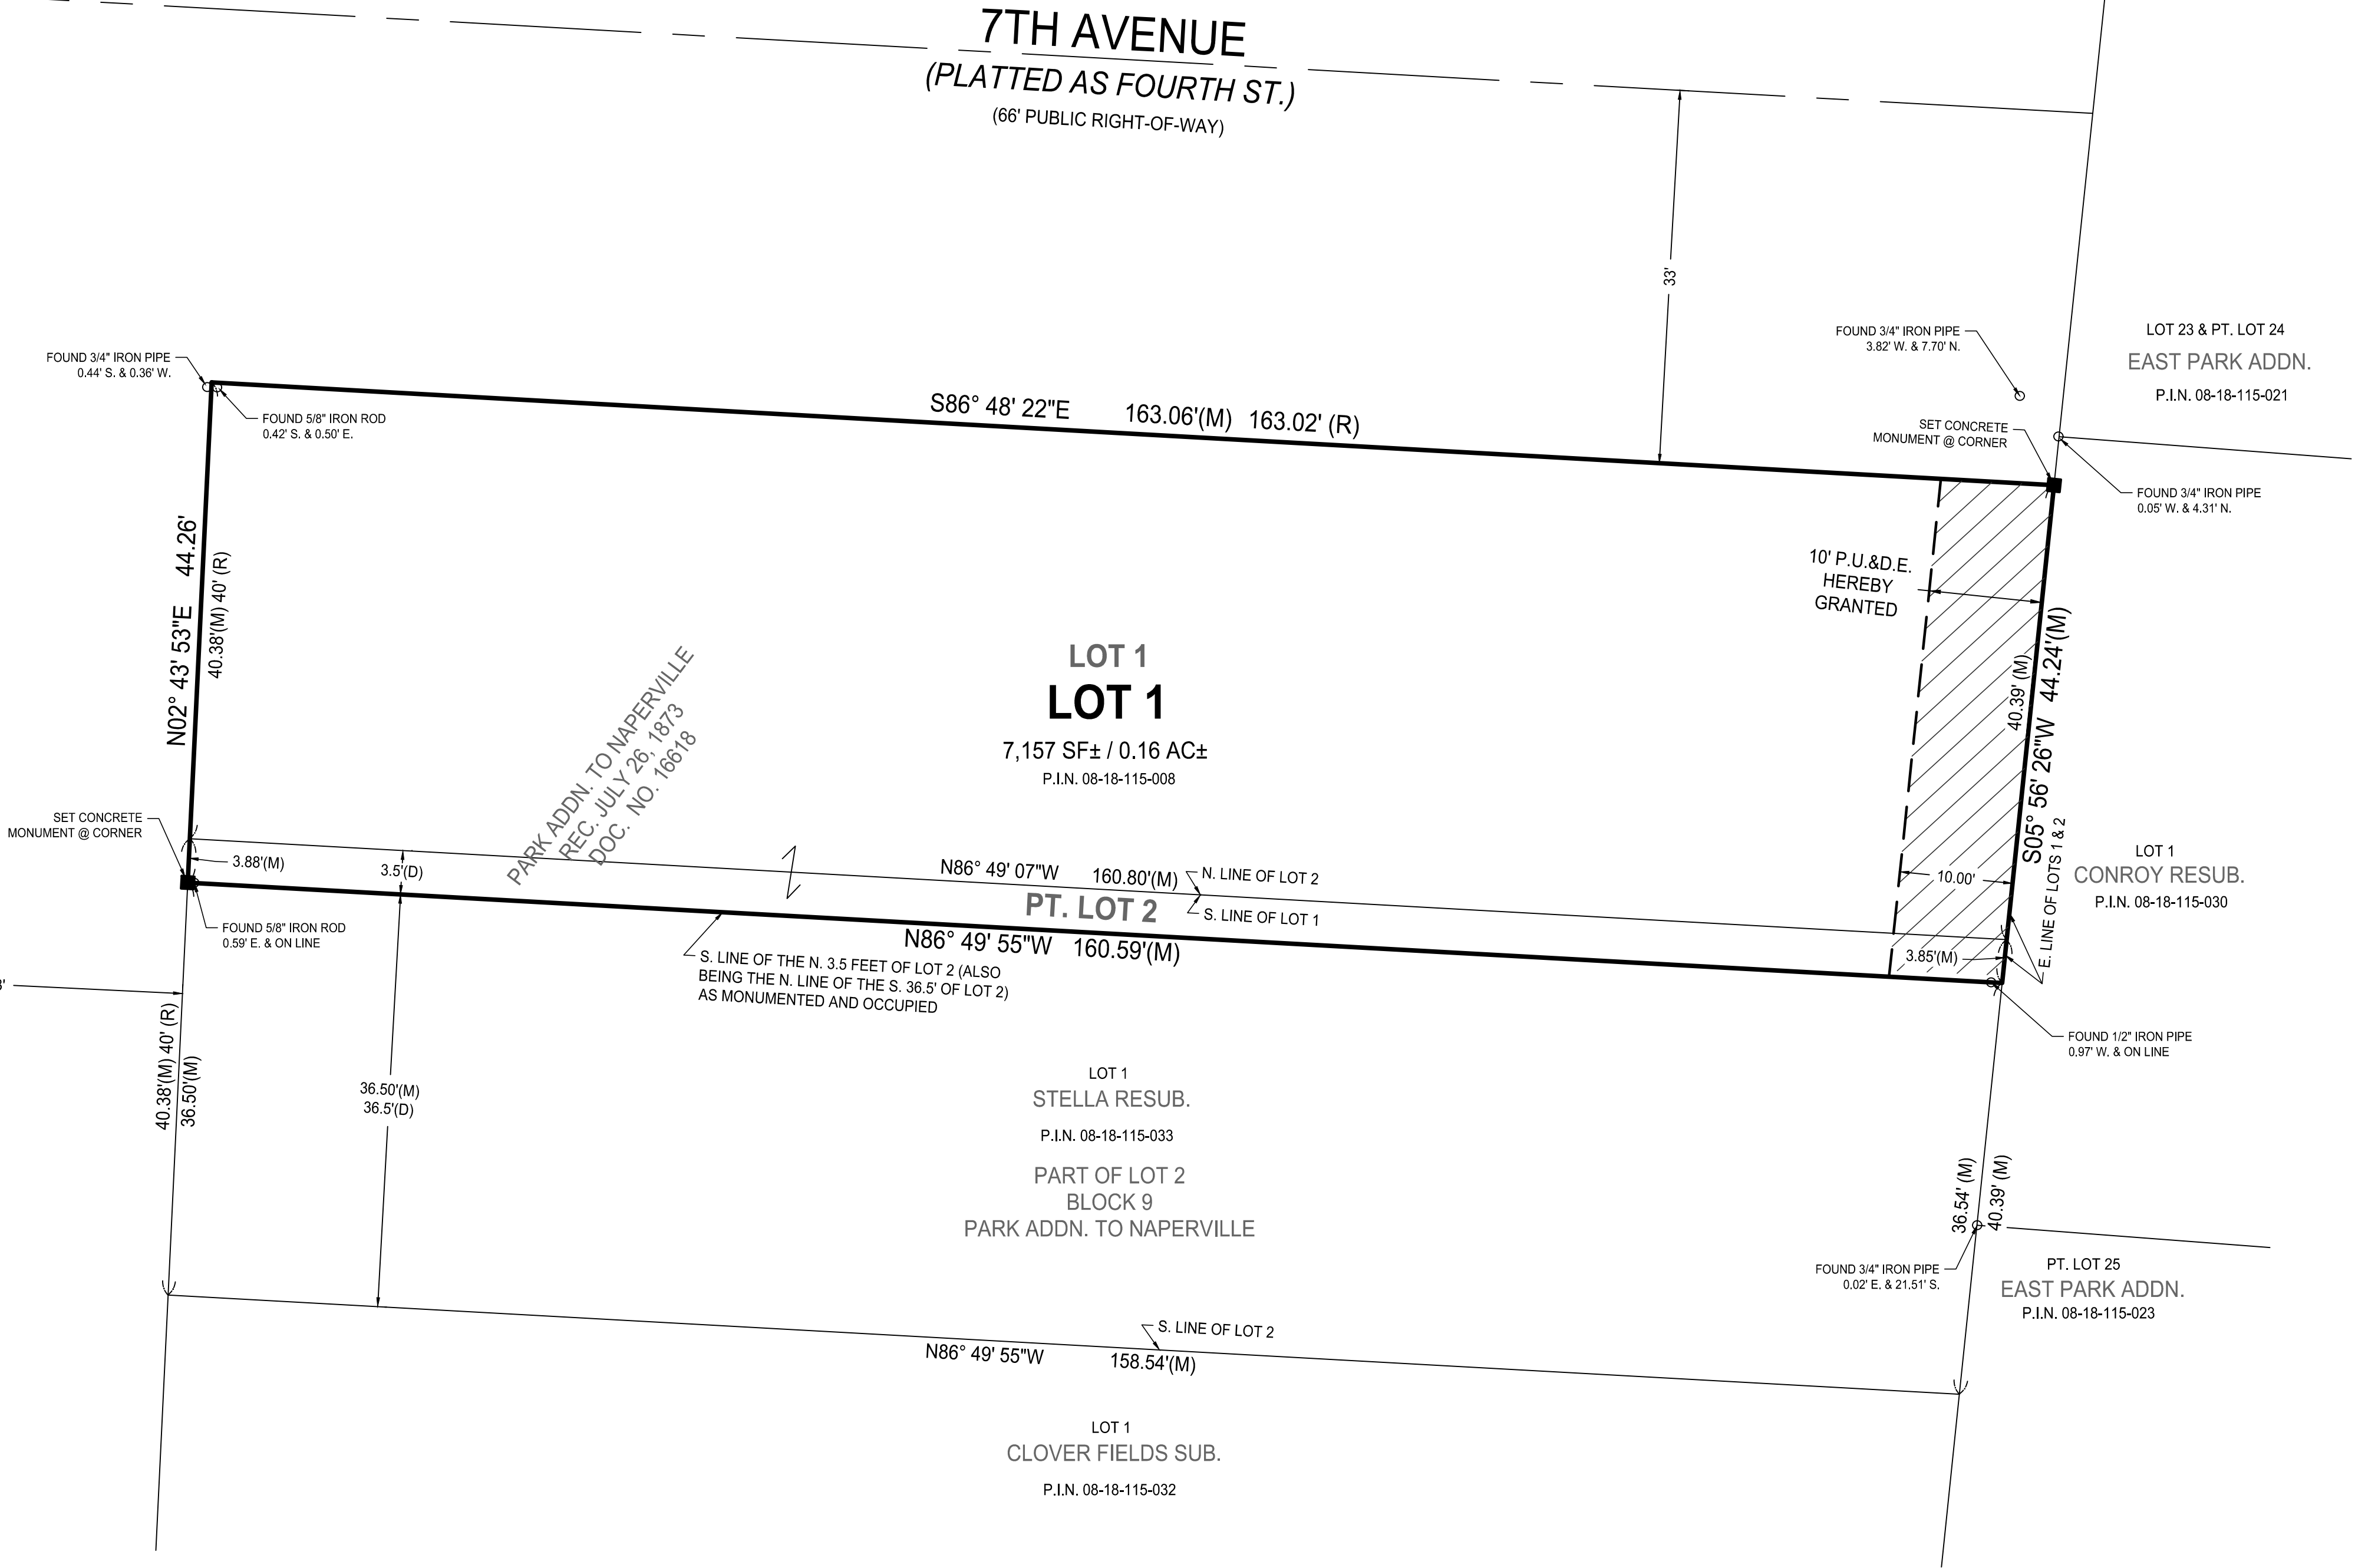 7TH AVENUE
(PLATTED AS FOURTH ST.)
(66' PUBLIC RIGHT-OF-WAY)
33'
FOUND 3/4" IRON PIPE
3.82' W. & 7.70' N.
LOT 23 & PT. LOT 24
EAST PARK ADDN.
P.I.N. 08-18-115-021
FOUND 3/4" IRON PIPE
0.44' S. & 0.36' W.
FOUND 5/8" IRON ROD
0.42' S. & 0.50' E.
S86° 48' 22"E 163.06'(M) 163.02' (R)
SET CONCRETE
MONUMENT @ CORNER
FOUND 3/4" IRON PIPE
0.05' W. & 4.31' N.
N02° 43' 53"E 44.26'
40.38'(M) 40' (R)
10' P.U.&D.E.
HEREBY
GRANTED
LOT 1
LOT 1
7,157 SF± / 0.16 AC±
P.I.N. 08-18-115-008
PARK ADDN. TO NAPERVILLE
REC. JULY 26, 1873
DOC. NO. 16618
40.39' (M)
S05° 56' 26"W 44.24'(M)
E. LINE OF LOTS 1 & 2
LOT 1
CONROY RESUB.
P.I.N. 08-18-115-030
SET CONCRETE
MONUMENT @ CORNER
3.88'(M)
3.5'(D)
N86° 49' 07"W 160.80'(M)
N. LINE OF LOT 2
10.00'
PT. LOT 2
S. LINE OF LOT 1
FOUND 5/8" IRON ROD
0.59' E. & ON LINE
N86° 49' 55"W 160.59'(M)
3.85'(M)
S. LINE OF THE N. 3.5 FEET OF LOT 2 (ALSO
BEING THE N. LINE OF THE S. 36.5' OF LOT 2)
AS MONUMENTED AND OCCUPIED
FOUND 1/2" IRON PIPE
0.97' W. & ON LINE
40.38'(M) 40' (R)
36.50'(M)
36.50'(M)
36.5'(D)
LOT 1
STELLA RESUB.
P.I.N. 08-18-115-033
PART OF LOT 2
BLOCK 9
PARK ADDN. TO NAPERVILLE
36.54' (M)
40.39' (M)
FOUND 3/4" IRON PIPE
0.02' E. & 21.51' S.
PT. LOT 25
EAST PARK ADDN.
P.I.N. 08-18-115-023
S. LINE OF LOT 2
N86° 49' 55"W 158.54'(M)
LOT 1
CLOVER FIELDS SUB.
P.I.N. 08-18-115-032